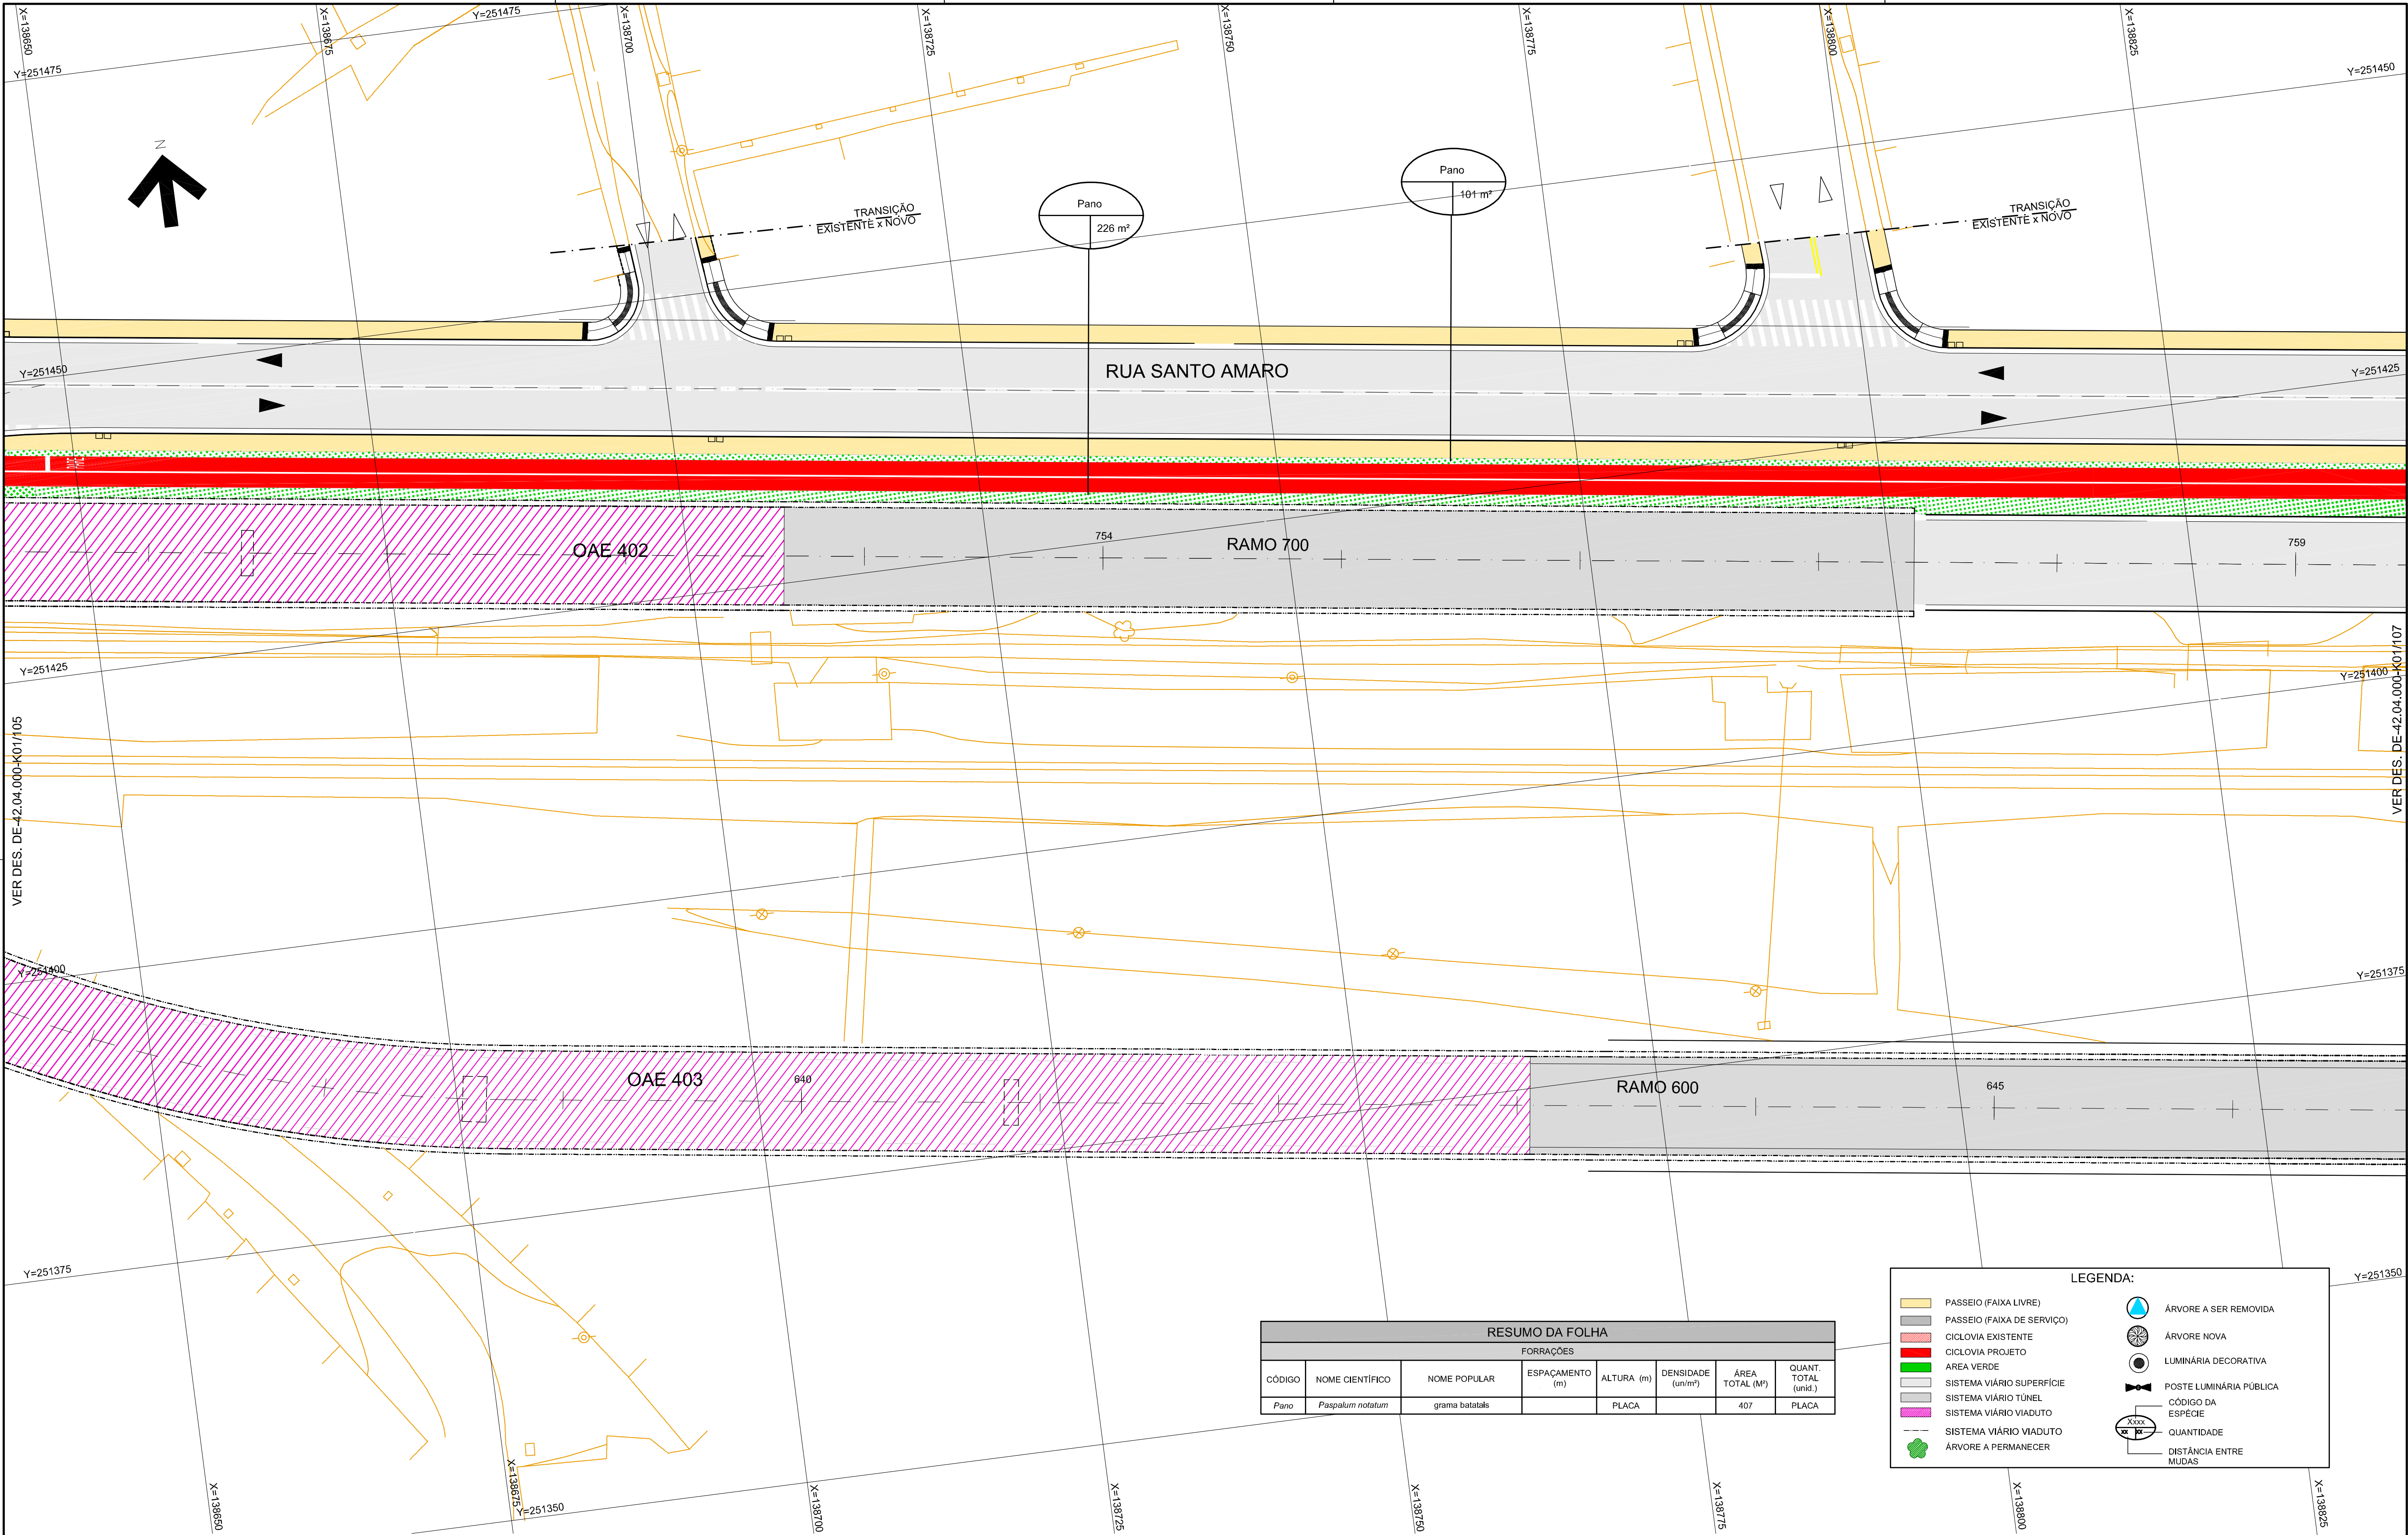 X=138650
X=138675
Y=251475
X=138700
X=138725
X=138750
X=138775
X=138800
X=138825
Y=251475
Y=251450
N
TRANSIÇÃO
EXISTENTE x NOVO
Pano
226 m²
Pano
101 m²
TRANSIÇÃO
EXISTENTE x NOVO
Y=251450
RUA SANTO AMARO
Y=251425
OAE 402
754
RAMO 700
759
Y=251425
Y=251400
VER DES. DE-42.04.000-K01/105
VER DES. DE-42.04.000-K01/107
Y=251400
Y=251375
OAE 403
640
RAMO 600
645
Y=251375
Y=251350
RESUMO DA FOLHA
FORRAÇÕES
CÓDIGO
NOME CIENTÍFICO
NOME POPULAR
ESPAÇAMENTO
(m)
ALTURA (m)
DENSIDADE
(un/m²)
ÁREA
TOTAL (M²)
QUANT.
TOTAL
(unid.)
Pano
Paspalum notatum
grama batatais
PLACA
407
PLACA
LEGENDA:
PASSEIO (FAIXA LIVRE)
PASSEIO (FAIXA DE SERVIÇO)
CICLOVIA EXISTENTE
CICLOVIA PROJETO
AREA VERDE
SISTEMA VIÁRIO SUPERFÍCIE
SISTEMA VIÁRIO TÚNEL
SISTEMA VIÁRIO VIADUTO
SISTEMA VIÁRIO VIADUTO
ÁRVORE A PERMANECER
ÁRVORE A SER REMOVIDA
ÁRVORE NOVA
LUMINÁRIA DECORATIVA
POSTE LUMINÁRIA PÚBLICA
CÓDIGO DA
ESPÉCIE
Xxxx
xx xx
QUANTIDADE
DISTÂNCIA ENTRE
MUDAS
X=138650
X=138675
Y=251350
X=138700
X=138725
X=138750
X=138775
X=138800
X=138825